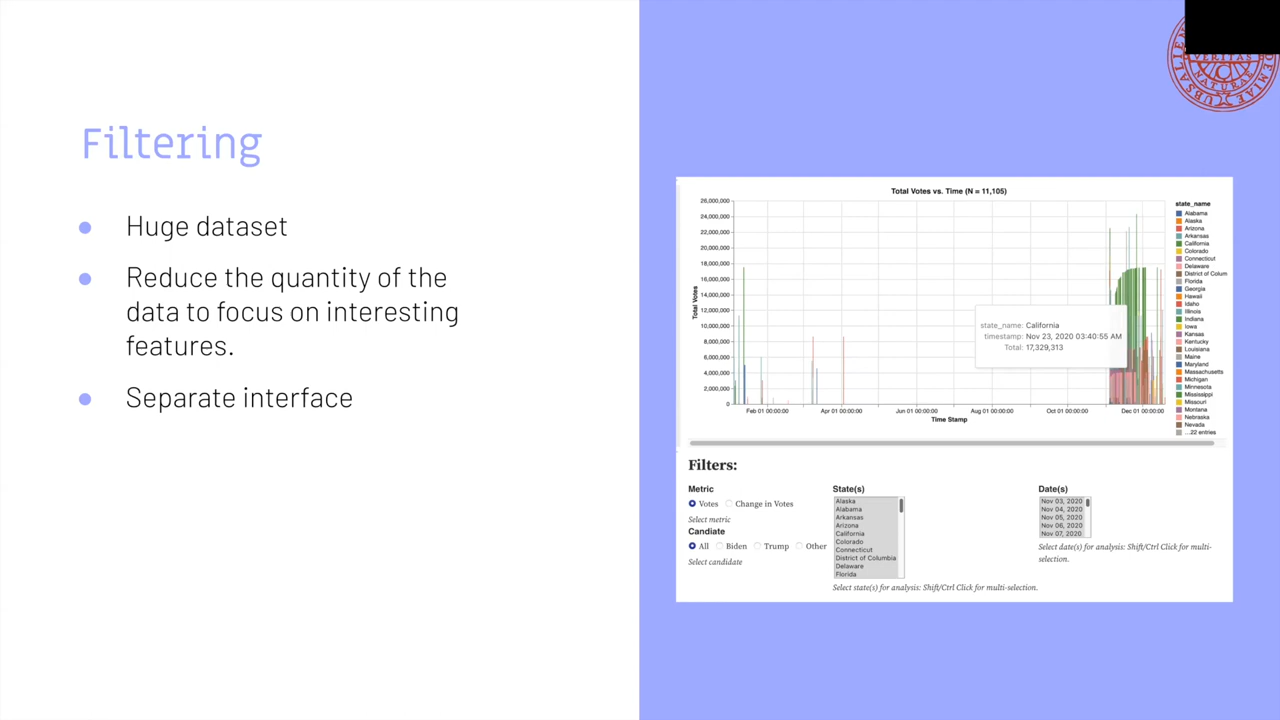 Filtering
Huge dataset
Reduce the quantity of the
data to focus on interesting
features.
Separate interface
VERITAS
NATURAE
Total Votes vs. Time (N = 11,105)
26,000,000
24,000,000
22,000,000
20,000,000
18,000,000
16,000,000
14,000,000
12,000,000
10,000,000
8,000,000
6,000,000
4,000,000
2,000,000
0
Total Votes
Feb 01 00:00:00
Apr 01 00:00:00
Jun 01 00:00:00
Aug 01 00:00:00
Oct 01 00:00:00
Dec 01 00:00:00
Time Stamp
state_name: California
timestamp: Nov 23, 2020 03:40:55 AM
Total: 17,329,313
state_name
Alabama
Alaska
Arizona
Arkansas
California
Colorado
Connecticut
Delaware
District of Colum
Florida
Georgia
Hawaii
Idaho
Illinois
Indiana
Iowa
Kansas
Kentucky
Louisiana
Maine
Maryland
Massachusetts
Michigan
Minnesota
Mississippi
Missouri
Montana
Nebraska
Nevada
...22 entries
Filters:
Metric
Votes Change in Votes
Select metric
Candiate
All Biden Trump Other
Select candidate
State(s)
Alaska
Alabama
Arkansas
Arizona
California
Colorado
Connecticut
District of Columbia
Delaware
Florida
Select state(s) for analysis: Shift/Ctrl Click for multi-selection.
Date(s)
Nov 03, 2020
Nov 04, 2020
Nov 05, 2020
Nov 06, 2020
Nov 07, 2020
Select date(s) for analysis: Shift/Ctrl Click for multi-
selection.